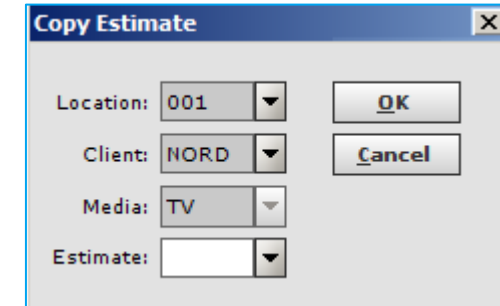 Copy Estimate
Location: 001 OK
Client: NORD Cancel
Media: TV
Estimate: